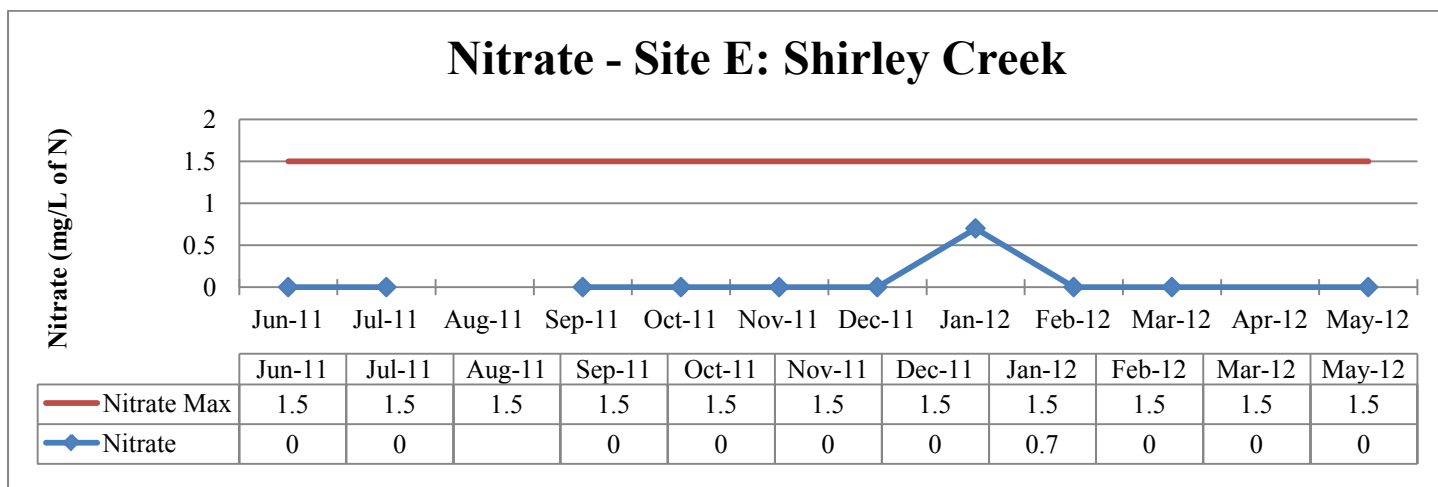 Nitrate - Site E: Shirley Creek
Nitrate (mg/L of N)
2
1.5
1
0.5
0
Jun-11 Jul-11 Aug-11 Sep-11 Oct-11 Nov-11 Dec-11 Jan-12 Feb-12 Mar-12 Apr-12 May-12
Jun-11 Jul-11 Aug-11 Sep-11 Oct-11 Nov-11 Dec-11 Jan-12 Feb-12 Mar-12 May-12
Nitrate Max 1.5 1.5 1.5 1.5 1.5 1.5 1.5 1.5 1.5 1.5 1.5
Nitrate 0 0 0 0 0 0 0.7 0 0 0